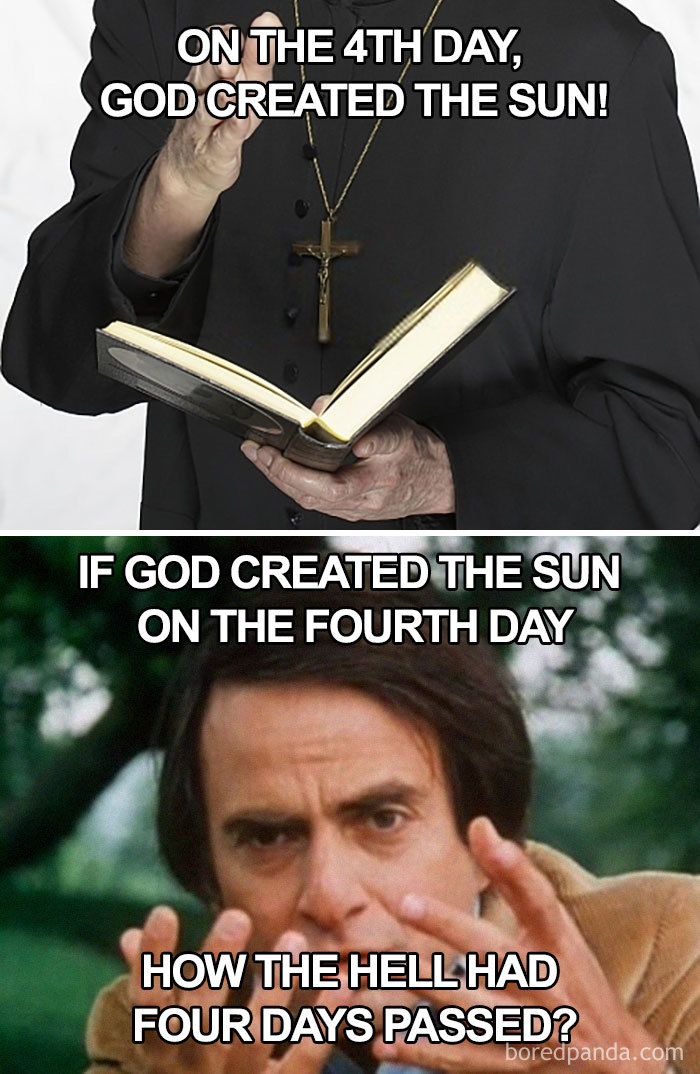 ON THE 4TH DAY,
GOD CREATED THE SUN!
IF GOD CREATED THE SUN
ON THE FOURTH DAY
HOW THE HELL HAD
FOUR DAYS PASSED?
boredpanda.com